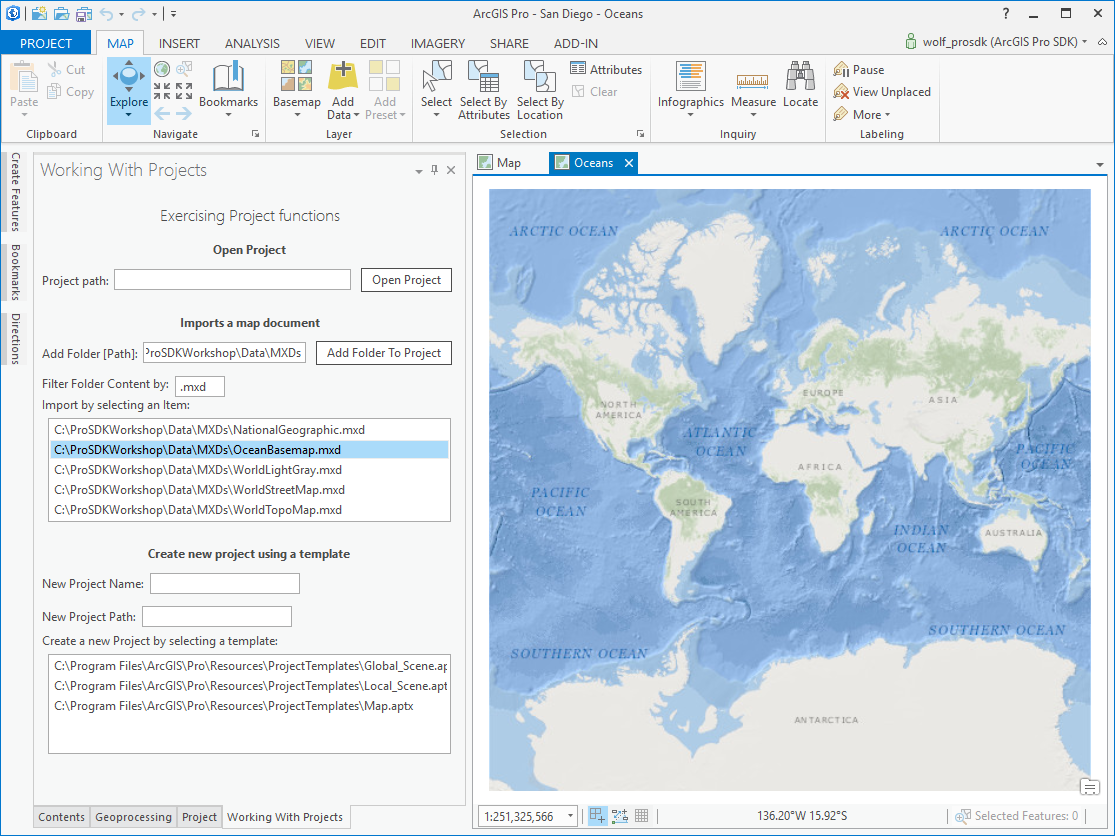 ArcGIS Pro - San Diego - Oceans
?
PROJECT MAP INSERT ANALYSIS VIEW EDIT IMAGERY SHARE ADD-IN
wolf_prosdk (ArcGIS Pro SDK)
Paste
Cut
Copy
Clipboard
Explore
Bookmarks
Navigate
Basemap
Add Data
Add Preset
Layer
Select
Select By Attributes
Select By Location
Attributes
Clear
Selection
Infographics
Measure
Locate
Inquiry
Pause
View Unplaced
More
Labeling
Create Features
Bookmarks
Directions
Working With Projects
Exercising Project functions
Open Project
Project path:
Open Project
Imports a map document
Add Folder [Path]: ProSDKWorkshop\Data\MXDs Add Folder To Project
Filter Folder Content by: .mxd
Import by selecting an Item:
C:\ProSDKWorkshop\Data\MXDs\NationalGeographic.mxd
C:\ProSDKWorkshop\Data\MXDs\OceanBasemap.mxd
C:\ProSDKWorkshop\Data\MXDs\WorldLightGray.mxd
C:\ProSDKWorkshop\Data\MXDs\WorldStreetMap.mxd
C:\ProSDKWorkshop\Data\MXDs\WorldTopoMap.mxd
Create new project using a template
New Project Name:
New Project Path:
Create a new Project by selecting a template:
C:\Program Files\ArcGIS\Pro\Resources\ProjectTemplates\Global_Scene.ap
C:\Program Files\ArcGIS\Pro\Resources\ProjectTemplates\Local_Scene.apt
C:\Program Files\ArcGIS\Pro\Resources\ProjectTemplates\Map.aptx
Contents Geoprocessing Project Working With Projects
Map Oceans
ARCTIC OCEAN
ARCTIC OCEAN
NORTH
AMERICA
EUROPE
ASIA
ATLANTIC
OCEAN
PACIFIC
OCEAN
AFRICA
PACIFIC
OCEAN
SOUTH
AMERICA
INDIAN
OCEAN
AUSTRALIA
SOUTHERN OCEAN
SOUTHERN OCEAN
ANTARCTICA
1:251,325,566
136.20°W 15.92°S
Selected Features: 0